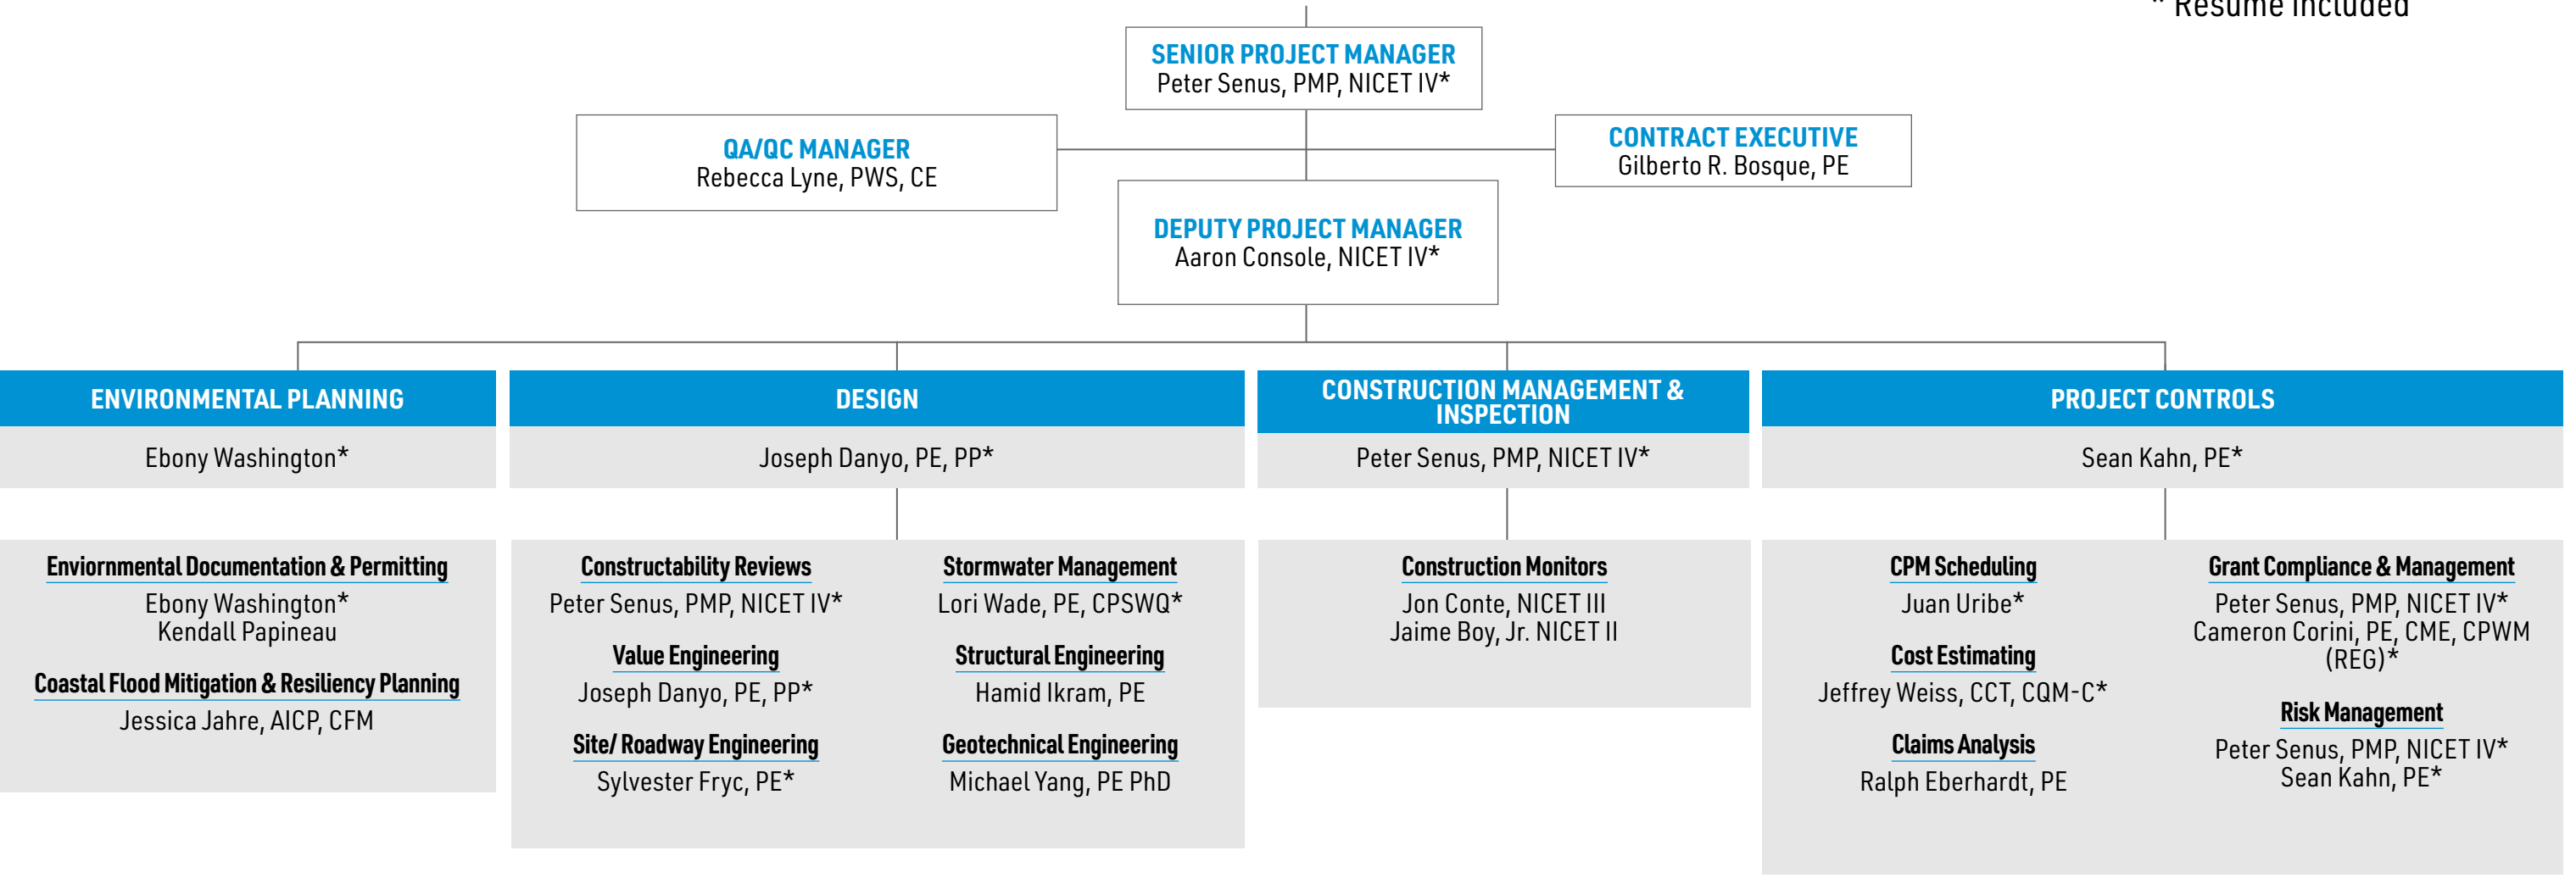 * Resume included
SENIOR PROJECT MANAGER
Peter Senus, PMP, NICET IV*
QA/QC MANAGER
Rebecca Lyne, PWS, CE
CONTRACT EXECUTIVE
Gilberto R. Bosque, PE
DEPUTY PROJECT MANAGER
Aaron Console, NICET IV*
ENVIRONMENTAL PLANNING
Ebony Washington*
Enviornmental Documentation & Permitting
Ebony Washington*
Kendall Papineau
Coastal Flood Mitigation & Resiliency Planning
Jessica Jahre, AICP, CFM
DESIGN
Joseph Danyo, PE, PP*
Constructability Reviews
Peter Senus, PMP, NICET IV*
Value Engineering
Joseph Danyo, PE, PP*
Site/ Roadway Engineering
Sylvester Fryc, PE*
Stormwater Management
Lori Wade, PE, CPSWQ*
Structural Engineering
Hamid Ikram, PE
Geotechnical Engineering
Michael Yang, PE PhD
CONSTRUCTION MANAGEMENT &
INSPECTION
Peter Senus, PMP, NICET IV*
Construction Monitors
Jon Conte, NICET III
Jaime Boy, Jr. NICET II
PROJECT CONTROLS
Sean Kahn, PE*
CPM Scheduling
Juan Uribe*
Cost Estimating
Jeffrey Weiss, CCT, CQM-C*
Claims Analysis
Ralph Eberhardt, PE
Grant Compliance & Management
Peter Senus, PMP, NICET IV*
Cameron Corini, PE, CME, CPWM
(REG)*
Risk Management
Peter Senus, PMP, NICET IV*
Sean Kahn, PE*